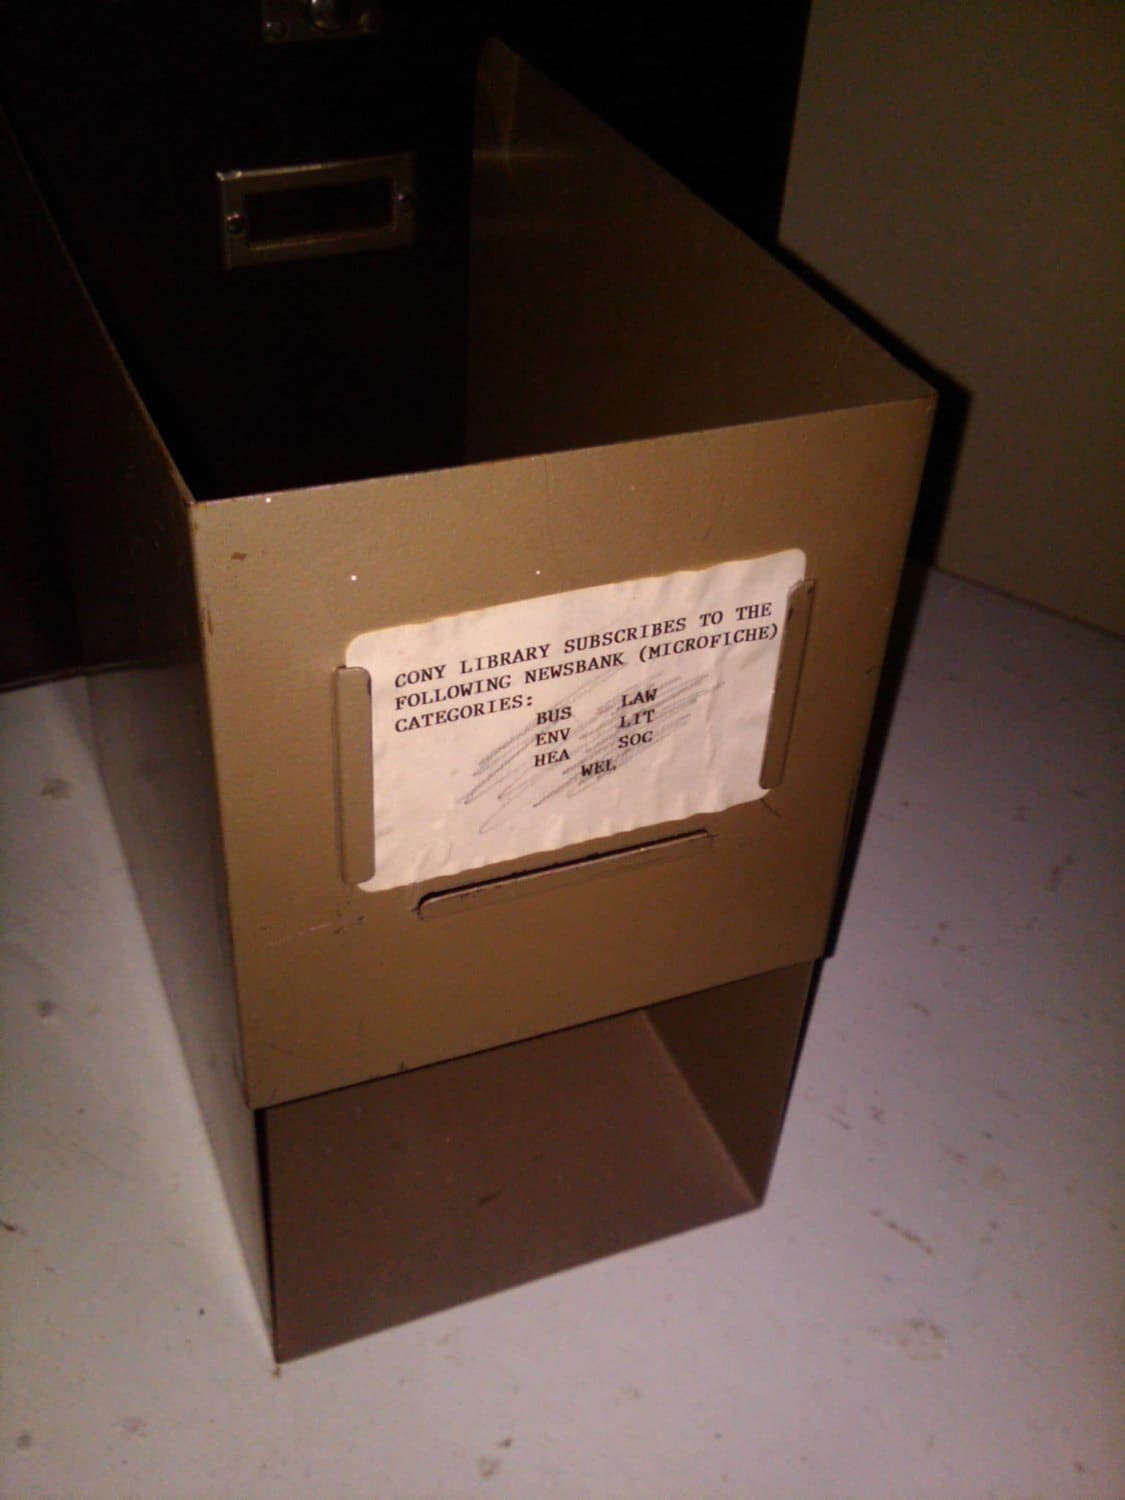 CONY LIBRARY SUBSCRIBES TO THE
FOLLOWING NEWSBANK (MICROFICHE)
CATEGORIES:
BUS LAW
ENV LIT
HEA SOC
WEL